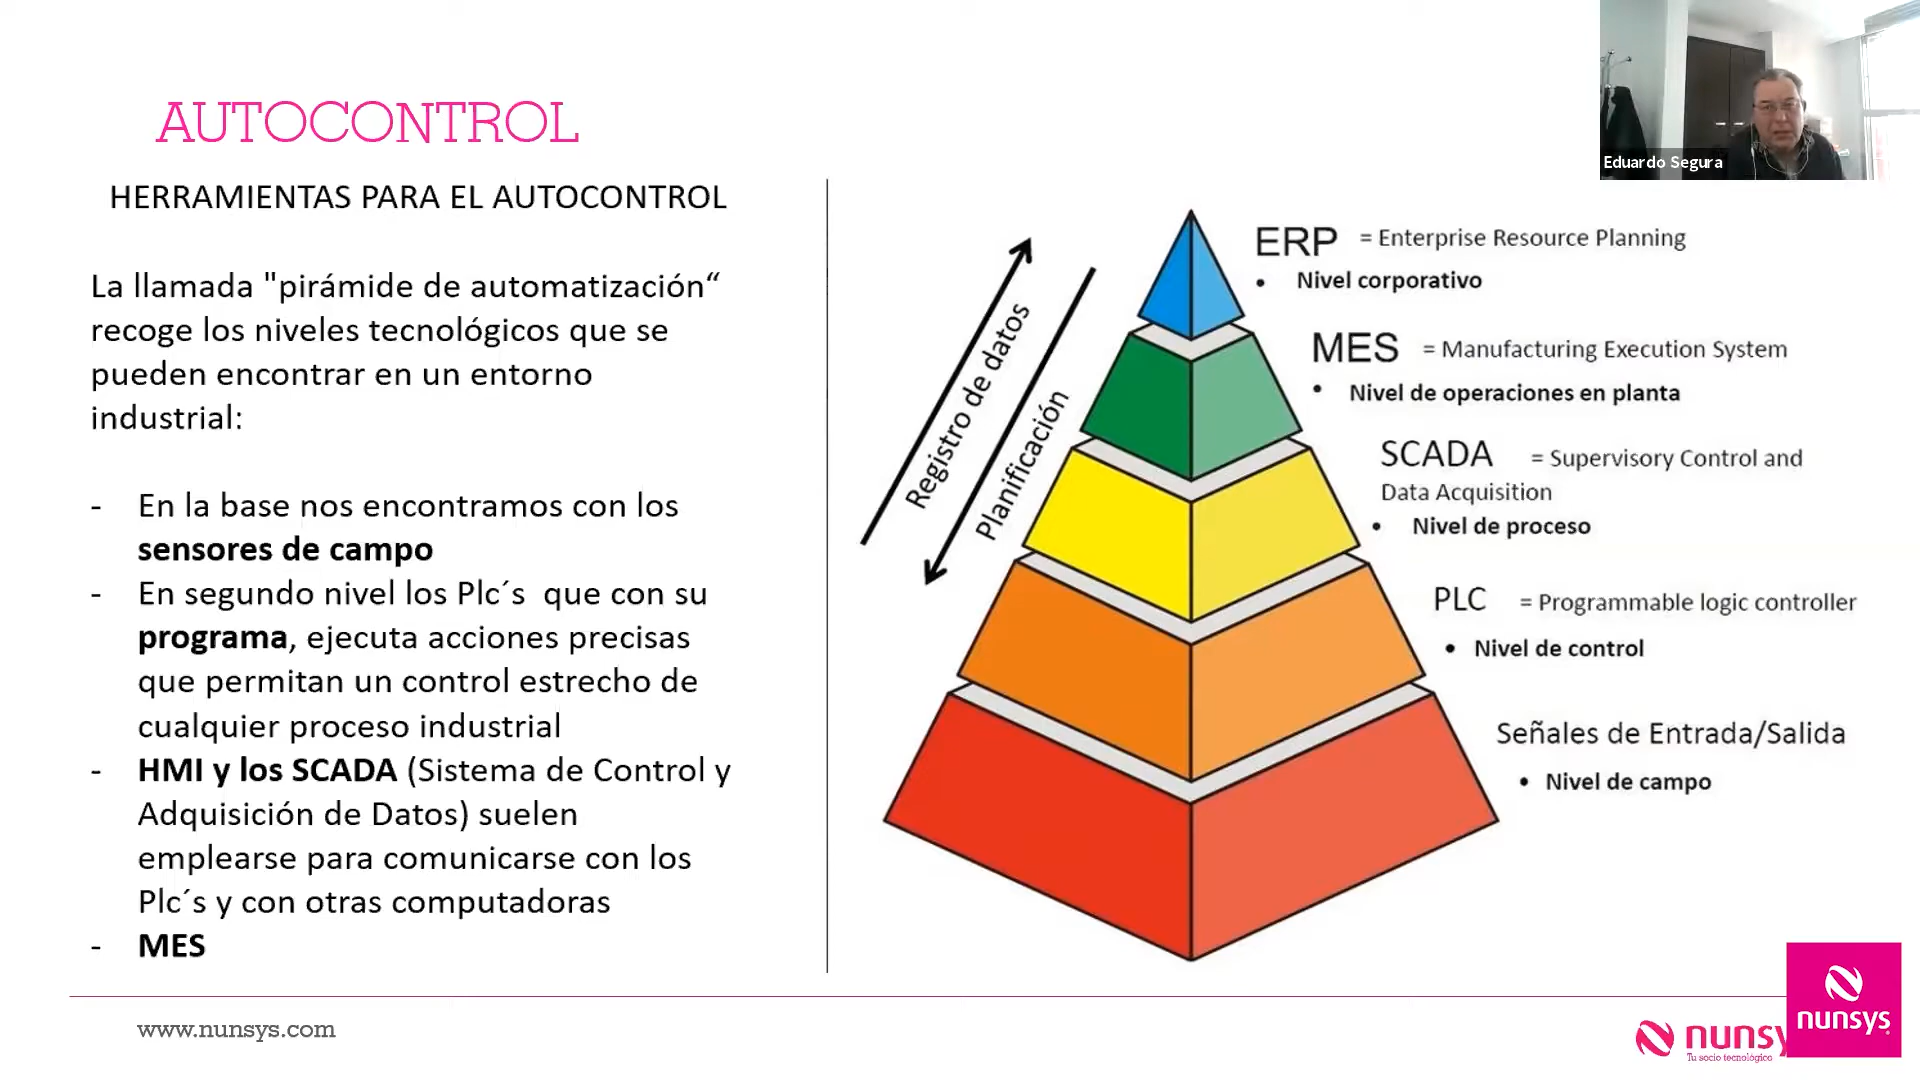 AUTOCONTROL
HERRAMIENTAS PARA EL AUTOCONTROL
La llamada "pirámide de automatización“
recoge los niveles tecnológicos que se
pueden encontrar en un entorno
industrial:
- En la base nos encontramos con los
sensores de campo
- En segundo nivel los Plc´s que con su
programa, ejecuta acciones precisas
que permitan un control estrecho de
cualquier proceso industrial
- HMI y los SCADA (Sistema de Control y
Adquisición de Datos) suelen
emplearse para comunicarse con los
Plc´s y con otras computadoras
- MES
Registro de datos
Planificación
ERP = Enterprise Resource Planning
• Nivel corporativo
MES = Manufacturing Execution System
• Nivel de operaciones en planta
SCADA = Supervisory Control and
Data Acquisition
• Nivel de proceso
PLC = Programmable logic controller
• Nivel de control
Señales de Entrada/Salida
• Nivel de campo
Eduardo Segura
www.nunsys.com
nunsy
Tu socio tecnológico
nunsys